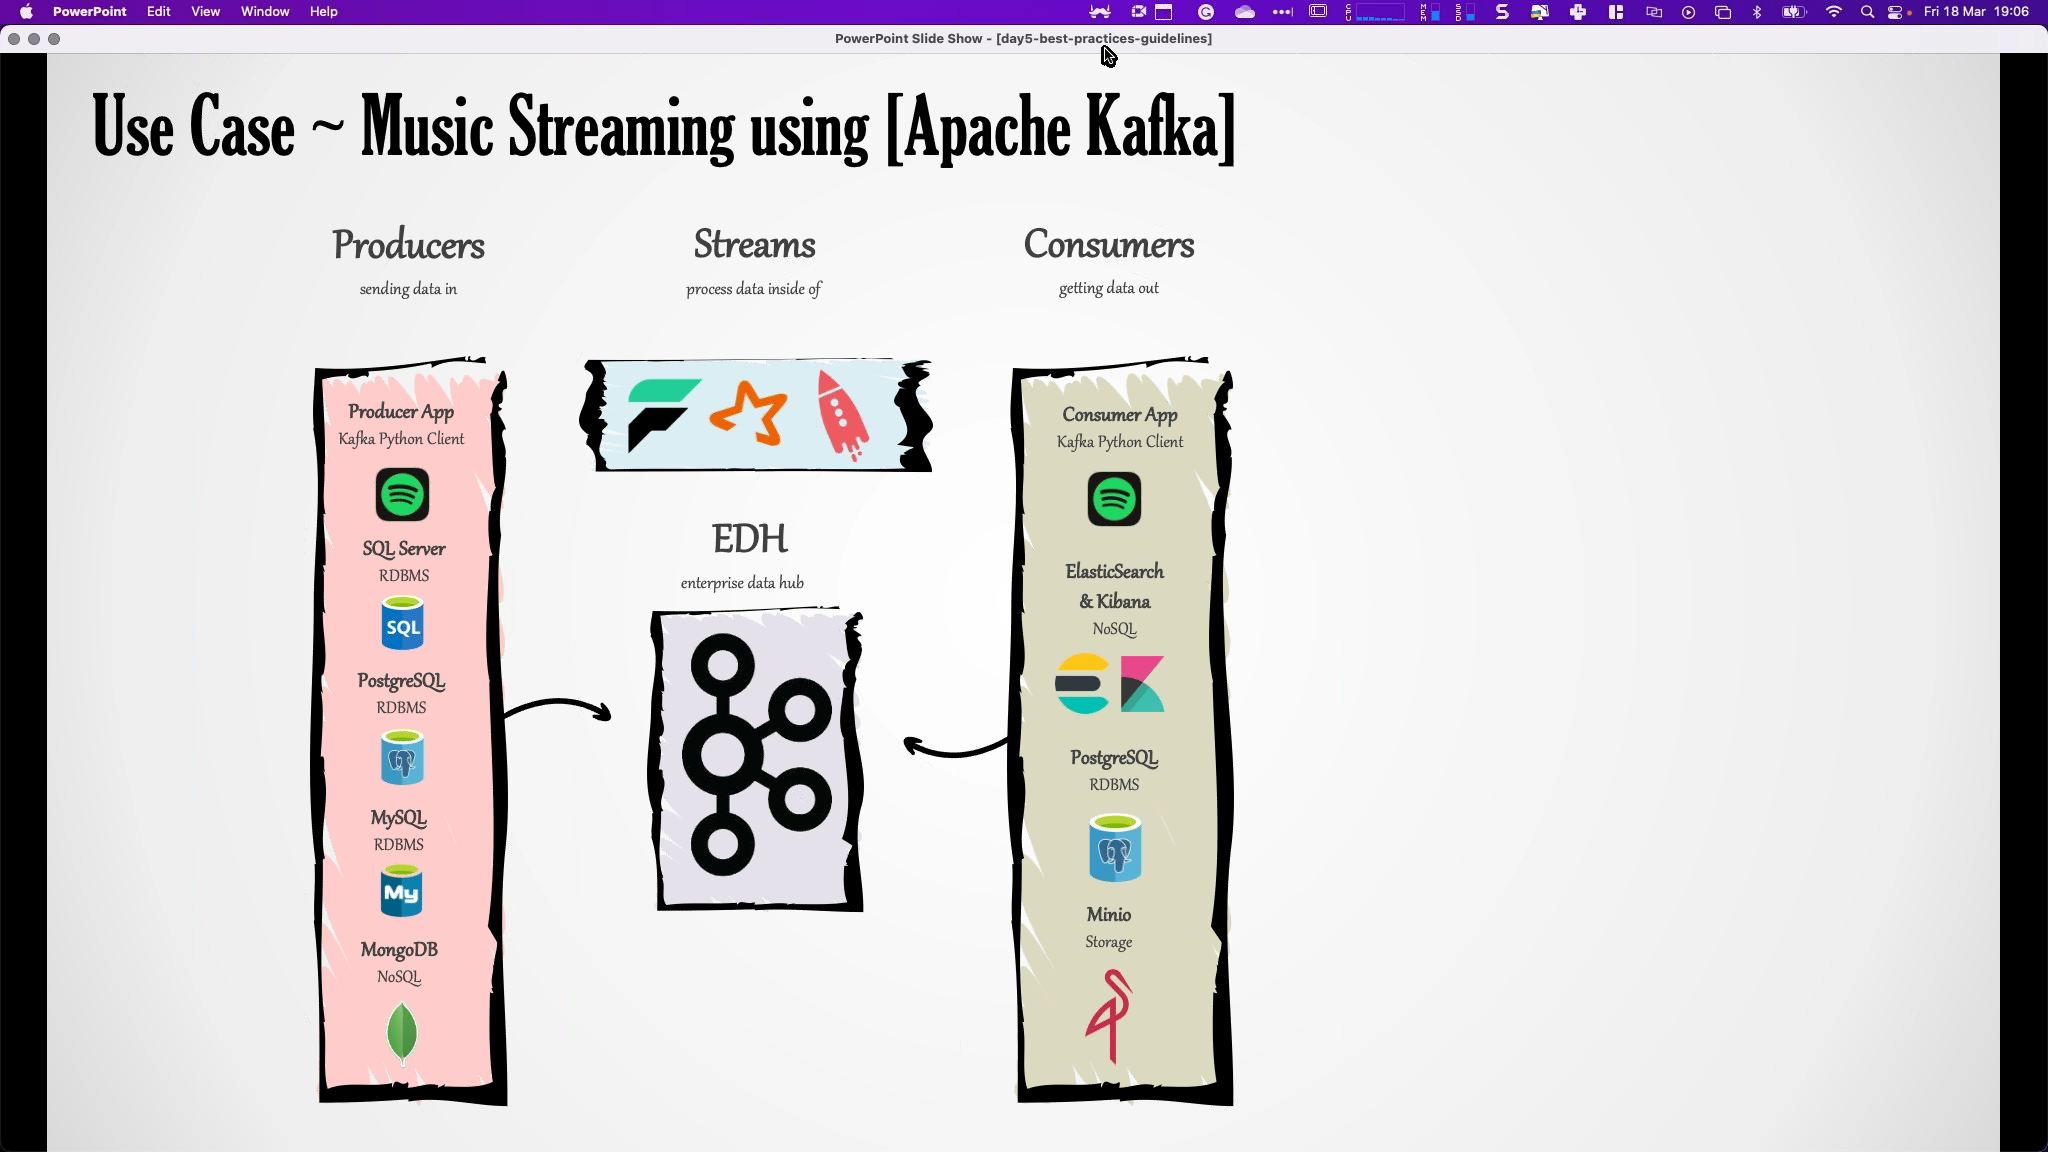 PowerPoint Edit View Window Help
CPU MEM SSD Fri 18 Mar 19:06
PowerPoint Slide Show - [day5-best-practices-guidelines]
Use Case ~ Music Streaming using [Apache Kafka]
Producers
sending data in
Streams
process data inside of
Consumers
getting data out
Producer App
Kafka Python Client
SQL Server
RDBMS
SQL
PostgreSQL
RDBMS
MySQL
RDBMS
My
MongoDB
NoSQL
EDH
enterprise data hub
Consumer App
Kafka Python Client
ElasticSearch
& Kibana
NoSQL
PostgreSQL
RDBMS
Minio
Storage